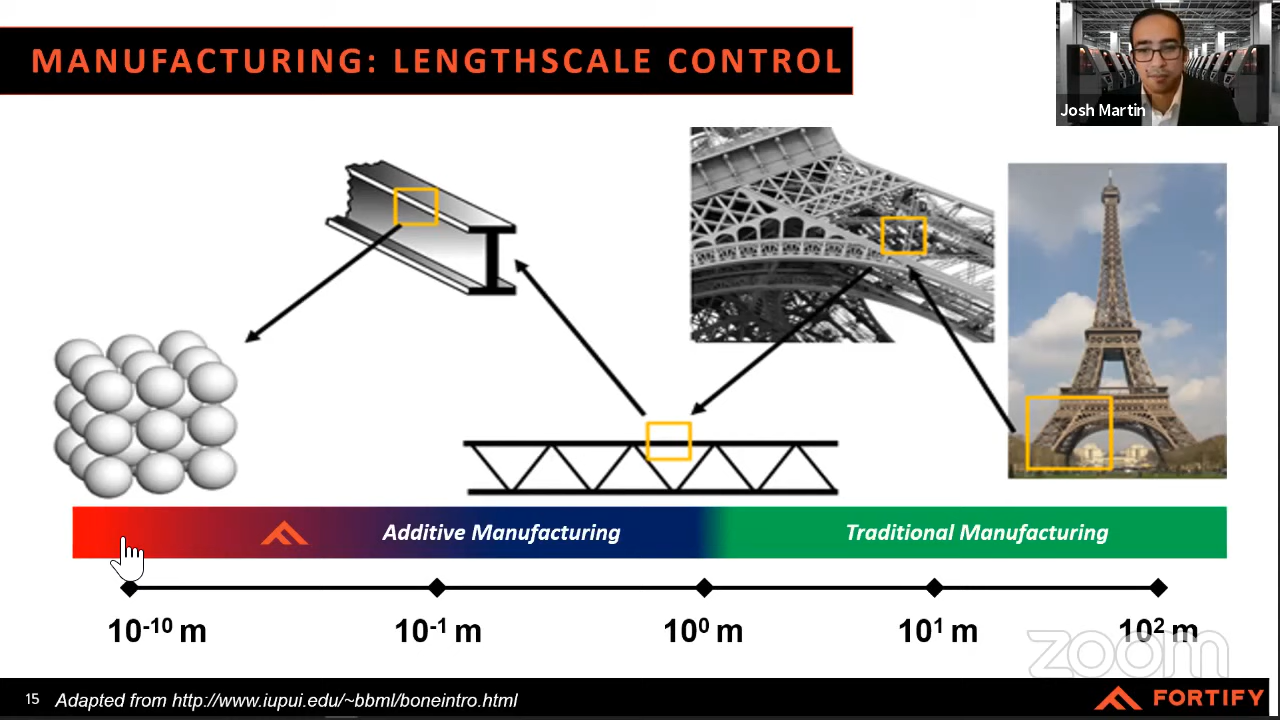 MANUFACTURING: LENGTHSCALE CONTROL
Josh Martin
Additive Manufacturing
Traditional Manufacturing
10⁻¹⁰ m
10⁻¹ m
10⁰ m
10¹ m
10² m
zoom
15 Adapted from http://www.iupui.edu/~bbml/boneintro.html
FORTIFY